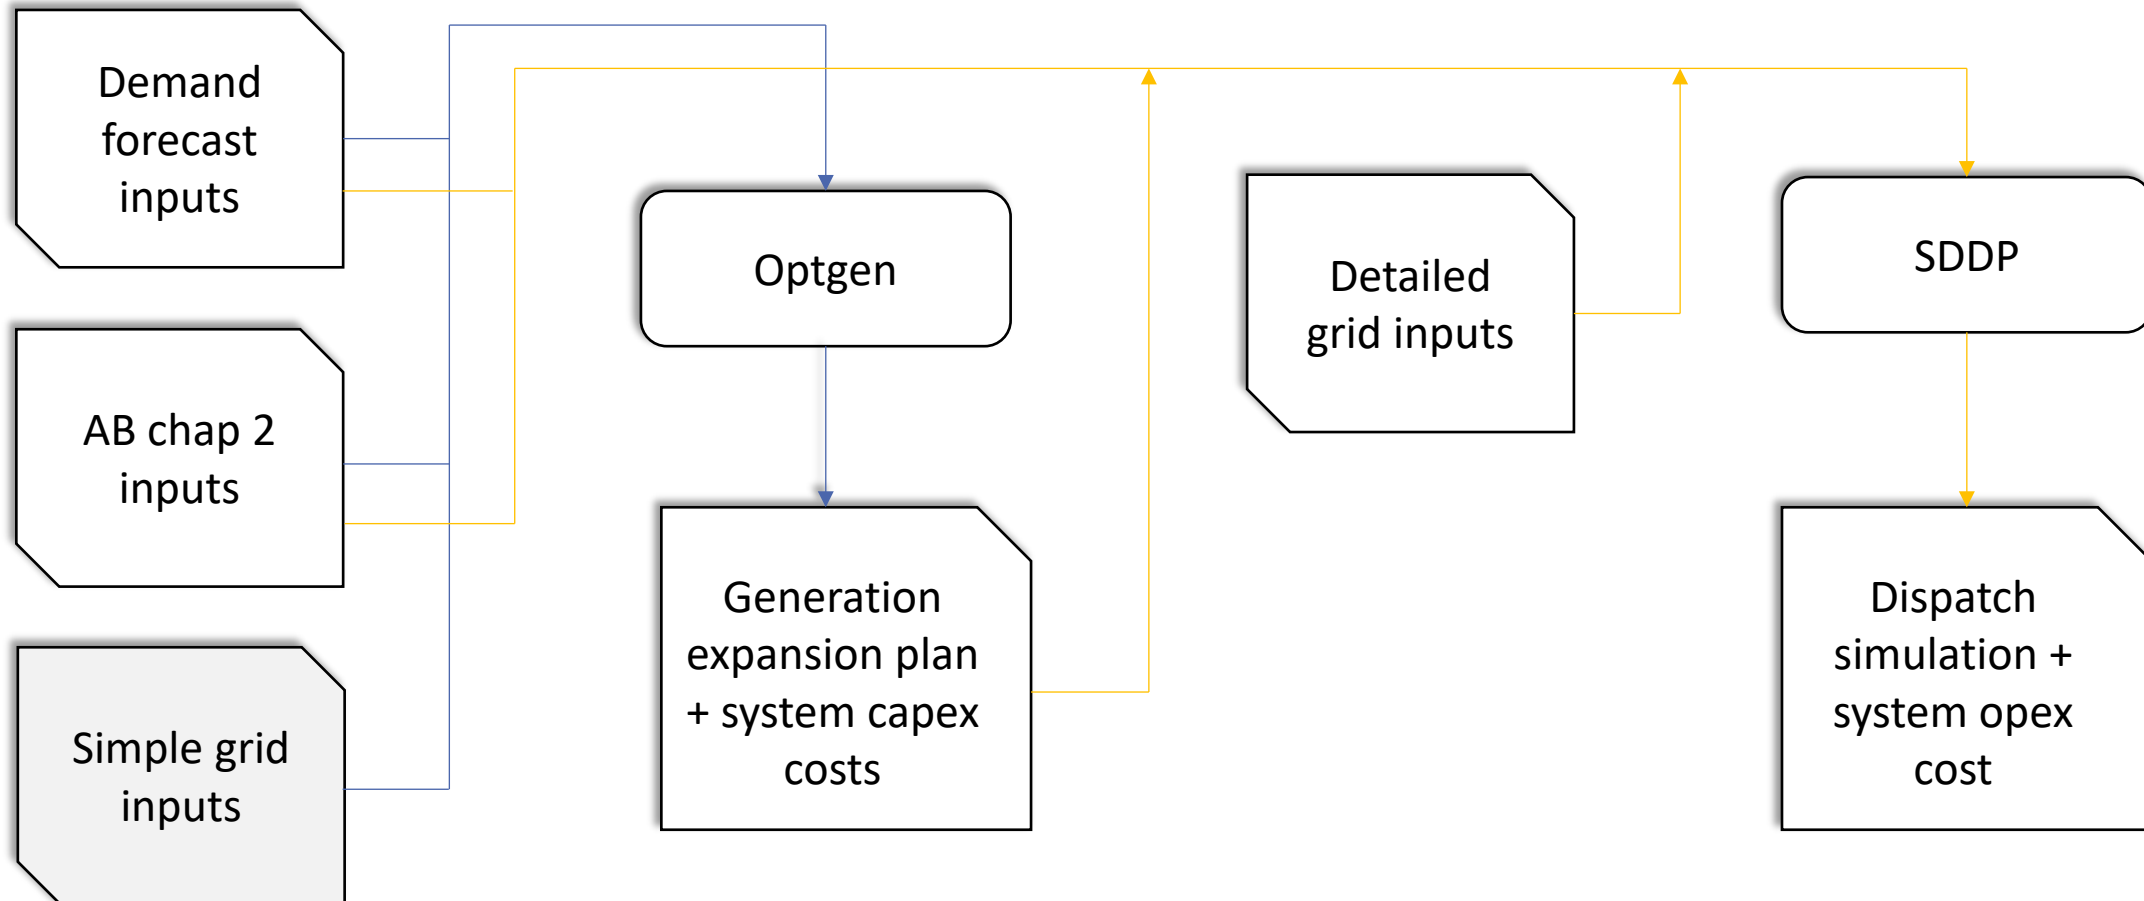 Demand
forecast
inputs
AB chap 2
inputs
Simple grid
inputs
Optgen
Generation
expansion plan
+ system capex
costs
Detailed
grid inputs
SDDP
Dispatch
simulation +
system opex
cost